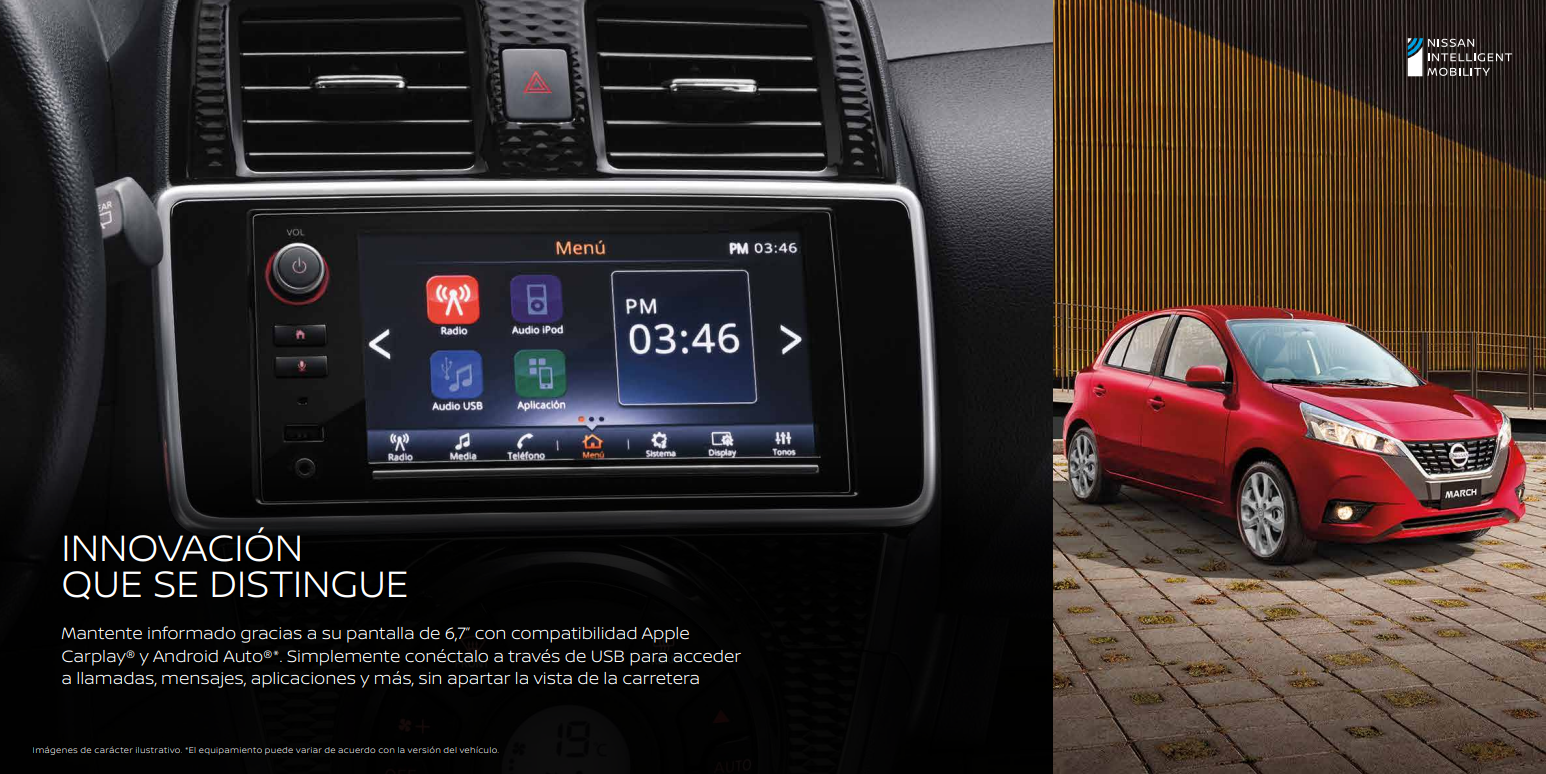 NISSAN
INTELLIGENT
MOBILITY
VOL
Menú
PM 03:46
Radio
Audio iPod
PM
03:46
Audio USB
Aplicación
Radio
Media
Teléfono
Menú
Sistema
Display
Tonos
MARCH
INNOVACIÓN
QUE SE DISTINGUE
Mantente informado gracias a su pantalla de 6,7” con compatibilidad Apple
Carplay® y Android Auto®*. Simplemente conéctalo a través de USB para acceder
a llamadas, mensajes, aplicaciones y más, sin apartar la vista de la carretera
19°C
AUTO
Imágenes de carácter ilustrativo. *El equipamiento puede variar de acuerdo con la versión del vehículo.